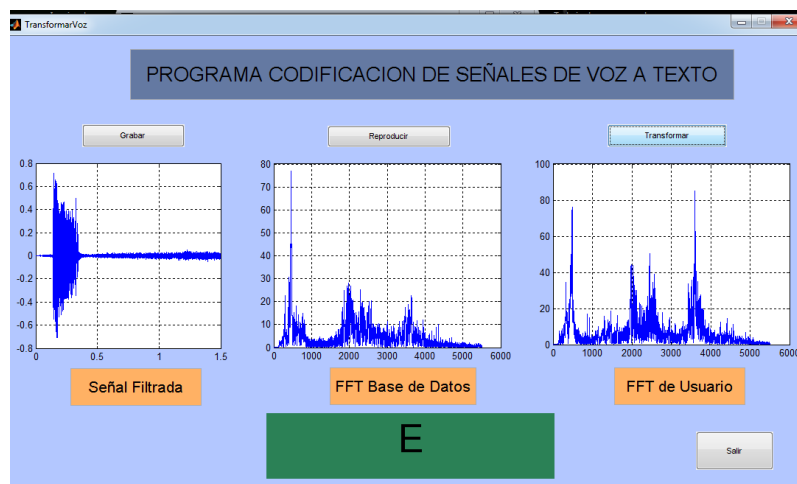 TransformarVoz
PROGRAMA CODIFICACION DE SEÑALES DE VOZ A TEXTO
Grabar
Reproducir
Transformar
0.8
0.6
0.4
0.2
0
-0.2
-0.4
-0.6
-0.8
0 0.5 1 1.5
80
70
60
50
40
30
20
10
0
0 1000 2000 3000 4000 5000 6000
100
80
60
40
20
0
0 1000 2000 3000 4000 5000 6000
Señal Filtrada
FFT Base de Datos
FFT de Usuario
E
Salir